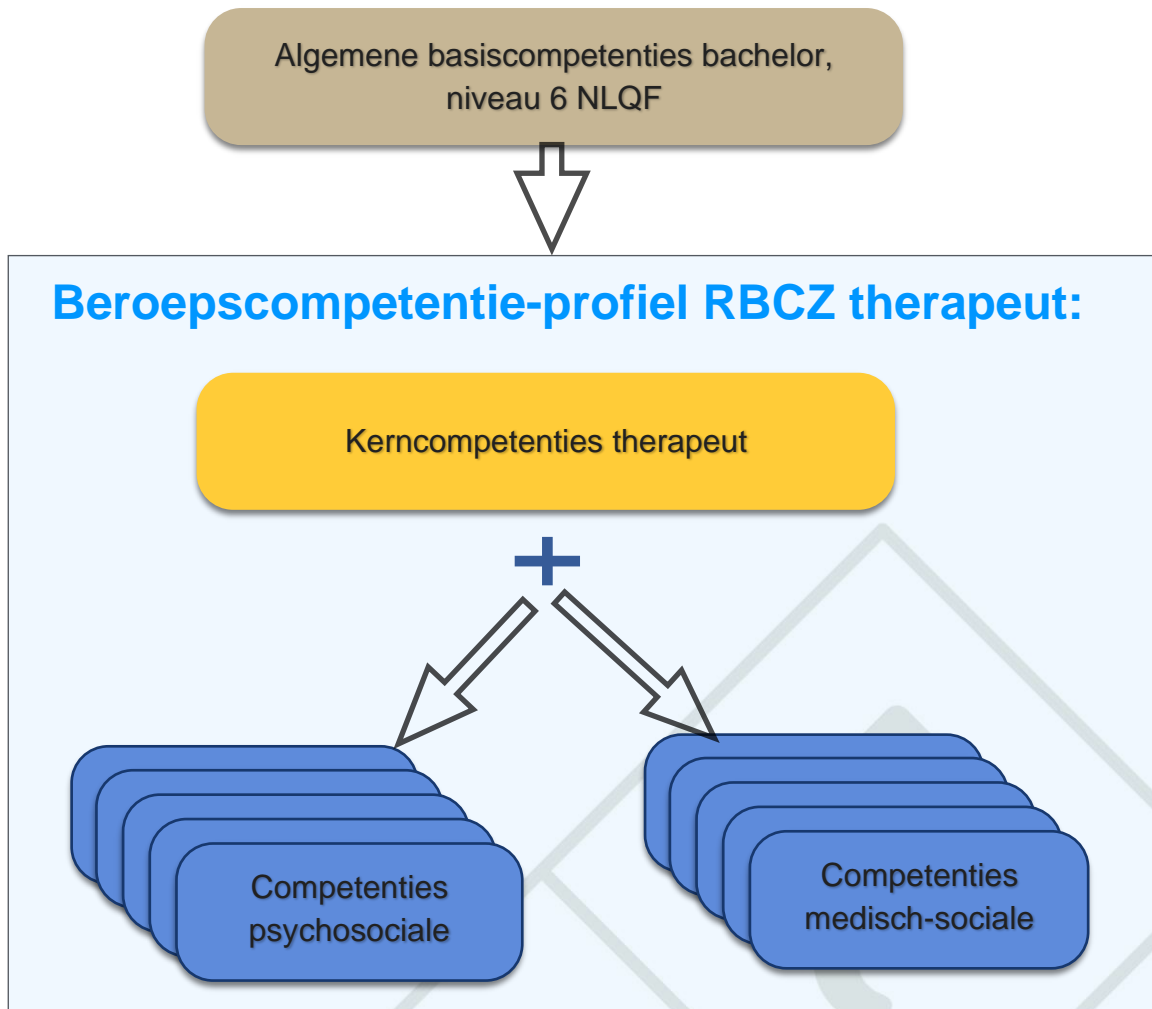 Algemene basiscompetenties bachelor,
niveau 6 NLQF
Beroepscompetentie-profiel RBCZ therapeut:
Kerncompetenties therapeut
Competenties
psychosociale
Competenties
medisch-sociale